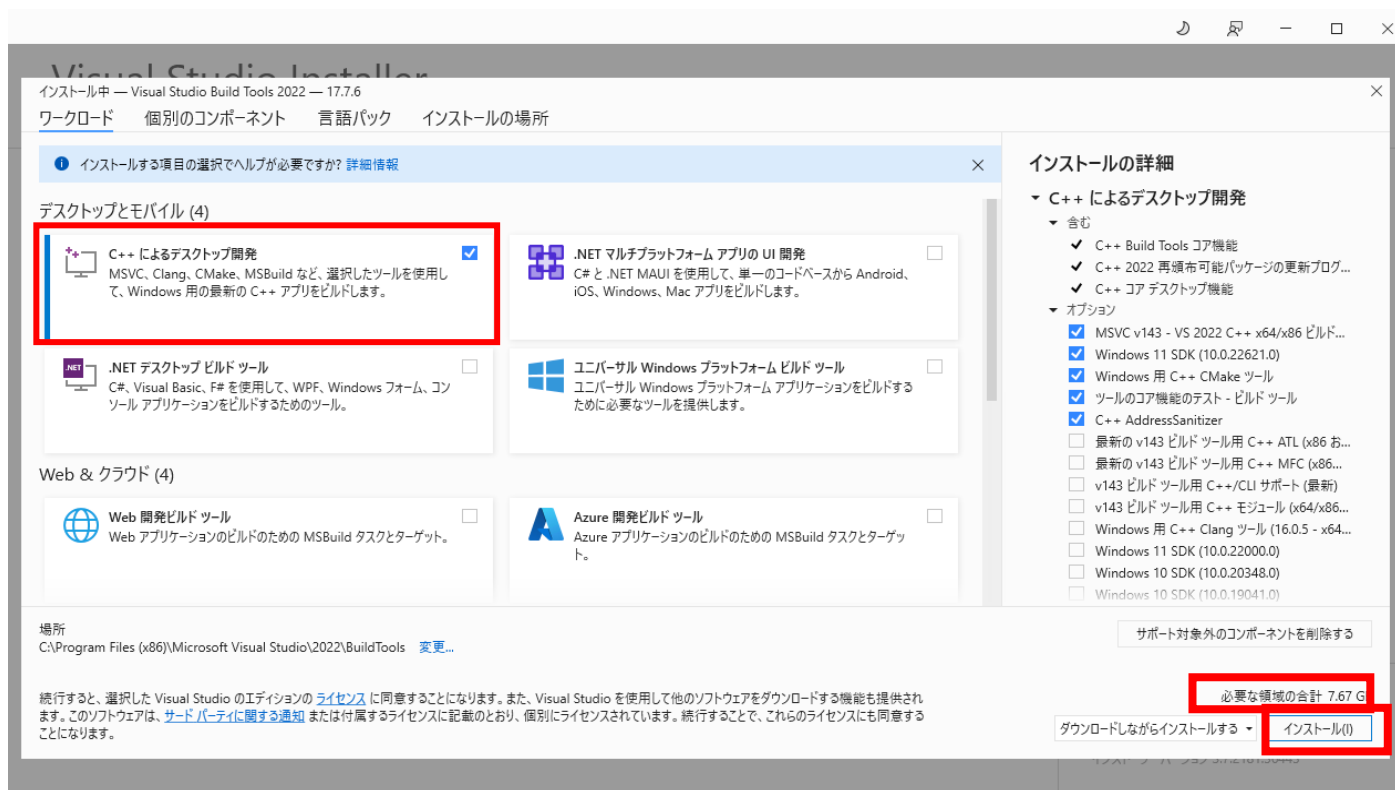 Visual Studio Installer
インストール中 — Visual Studio Build Tools 2022 — 17.7.6
ワークロード 個別のコンポーネント 言語パック インストールの場所
インストールする項目の選択でヘルプが必要ですか? 詳細情報
デスクトップとモバイル (4)
C++ によるデスクトップ開発
MSVC、Clang、CMake、MSBuild など、選択したツールを使用し
て、Windows 用の最新の C++ アプリをビルドします。
.NET マルチプラットフォーム アプリの UI 開発
C# と .NET MAUI を使用して、単一のコードベースから Android、
iOS、Windows、Mac アプリをビルドします。
.NET
.NET デスクトップ ビルド ツール
C#、Visual Basic、F# を使用して、WPF、Windows フォーム、コン
ソール アプリケーションをビルドするためのツール。
ユニバーサル Windows プラットフォーム ビルド ツール
ユニバーサル Windows プラットフォーム アプリケーションをビルドする
ために必要なツールを提供します。
Web & クラウド (4)
Web 開発ビルド ツール
Web アプリケーションのビルドのための MSBuild タスクとターゲット。
Azure 開発ビルド ツール
Azure アプリケーションのビルドのための MSBuild タスクとターゲッ
ト。
インストールの詳細
C++ によるデスクトップ開発
含む
C++ Build Tools コア機能
C++ 2022 再頒布可能パッケージの更新プログ...
C++ コア デスクトップ機能
オプション
MSVC v143 - VS 2022 C++ x64/x86 ビルド...
Windows 11 SDK (10.0.22621.0)
Windows 用 C++ CMake ツール
ツールのコア機能のテスト - ビルド ツール
C++ AddressSanitizer
最新の v143 ビルド ツール用 C++ ATL (x86 お...
最新の v143 ビルド ツール用 C++ MFC (x86...
v143 ビルド ツール用 C++/CLI サポート (最新)
v143 ビルド ツール用 C++ モジュール (x64/x86...
Windows 用 C++ Clang ツール (16.0.5 - x64...
Windows 11 SDK (10.0.22000.0)
Windows 10 SDK (10.0.20348.0)
Windows 10 SDK (10.0.19041.0)
場所
C:\Program Files (x86)\Microsoft Visual Studio\2022\BuildTools 変更...
サポート対象外のコンポーネントを削除する
続行すると、選択した Visual Studio のエディションの ライセンス に同意することになります。また、Visual Studio を使用して他のソフトウェアをダウンロードする機能も提供され
ます。このソフトウェアは、サード パーティに関する通知 または付属するライセンスに記載のとおり、個別にライセンスされています。続行することで、これらのライセンスにも同意する
ことになります。
必要な領域の合計 7.67 G
ダウンロードしながらインストールする
インストール(I)